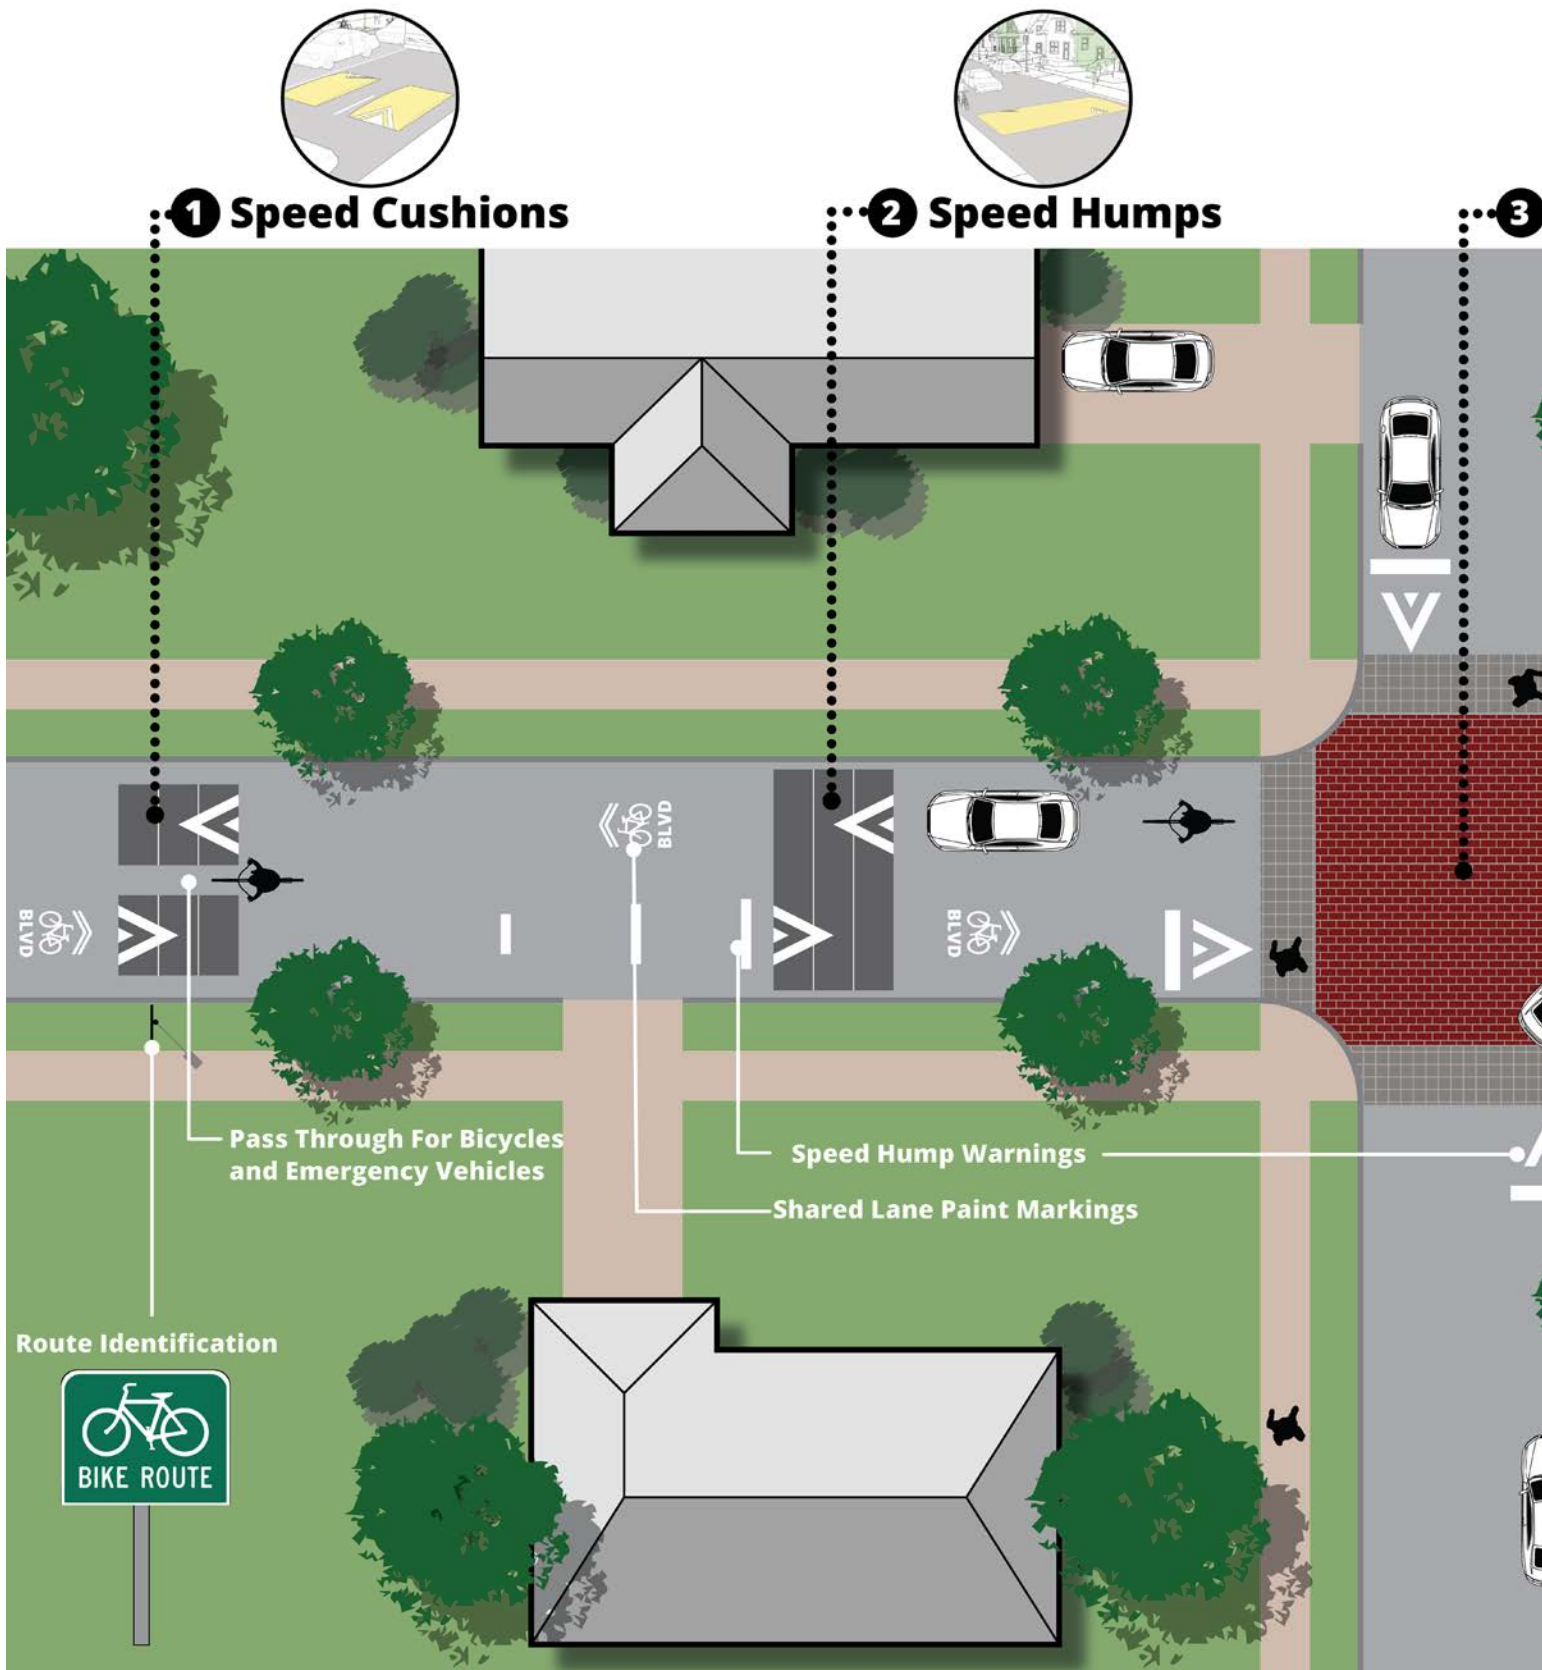 1 Speed Cushions
2 Speed Humps
3
BLVD
BLVD
BLVD
Pass Through For Bicycles
and Emergency Vehicles
Speed Hump Warnings
Shared Lane Paint Markings
Route Identification
BIKE ROUTE